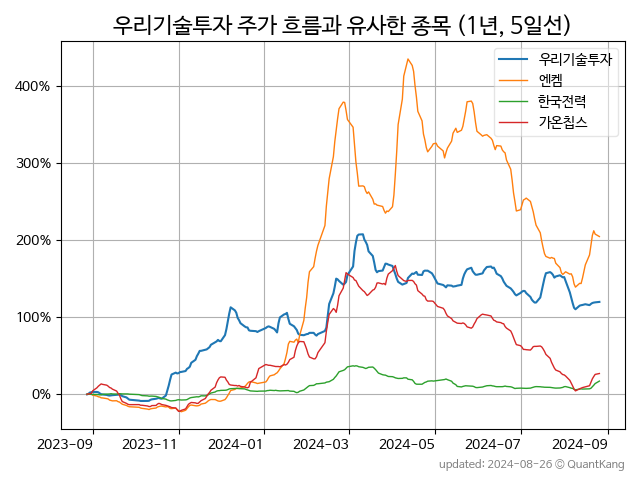 우리기술투자 주가 흐름과 유사한 종목 (1년, 5일선)
우리기술투자
엔켐
한국전력
가온칩스
400%
300%
200%
100%
0%
2023-09 2023-11 2024-01 2024-03 2024-05 2024-07 2024-09
updated: 2024-08-26 © QuantKang